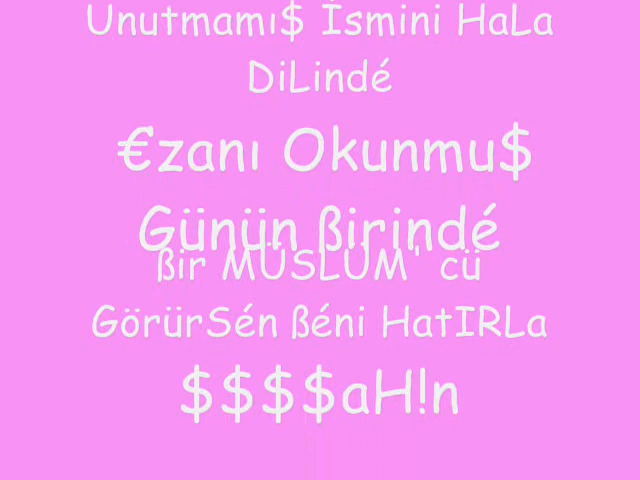 Unutmamı$ İsmini HaLa
DiLindé
€zanı Okunmu$
Günün ßirindé
ßir MÜSLÜM' cü
GörürSén ßéni HatIRLa
$$$$aH!n